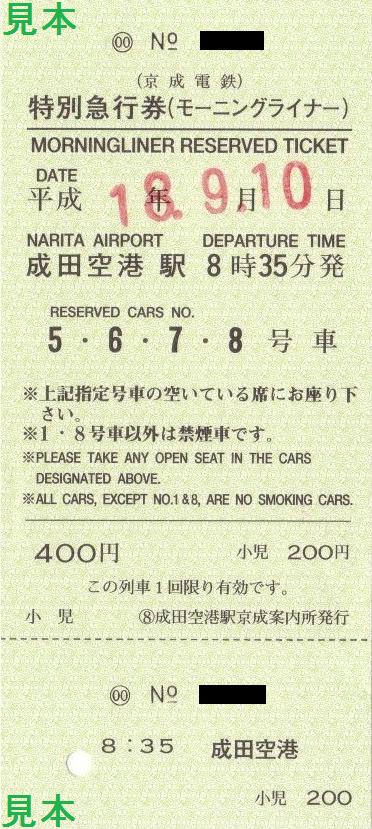 見本
⓪⓪ №
(京成電鉄)
特別急行券(モーニングライナー)
MORNINGLINER RESERVED TICKET
DATE
平成 18.年 9.月 10日
NARITA AIRPORT DEPARTURE TIME
成田空港 駅 8時35分発
RESERVED CARS NO.
5・6・7・8 号 車
※上記指定号車の空いている席にお座り下
さい。
※1・8号車以外は禁煙車です。
※PLEASE TAKE ANY OPEN SEAT IN THE CARS
DESIGNATED ABOVE.
※ALL CARS, EXCEPT NO.1&8, ARE NO SMOKING CARS.
400円 小児 200円
この列車1回限り有効です。
小 児 ⑧成田空港駅京成案内所発行
⓪⓪ №
8:35 成田空港
小児 200
見本